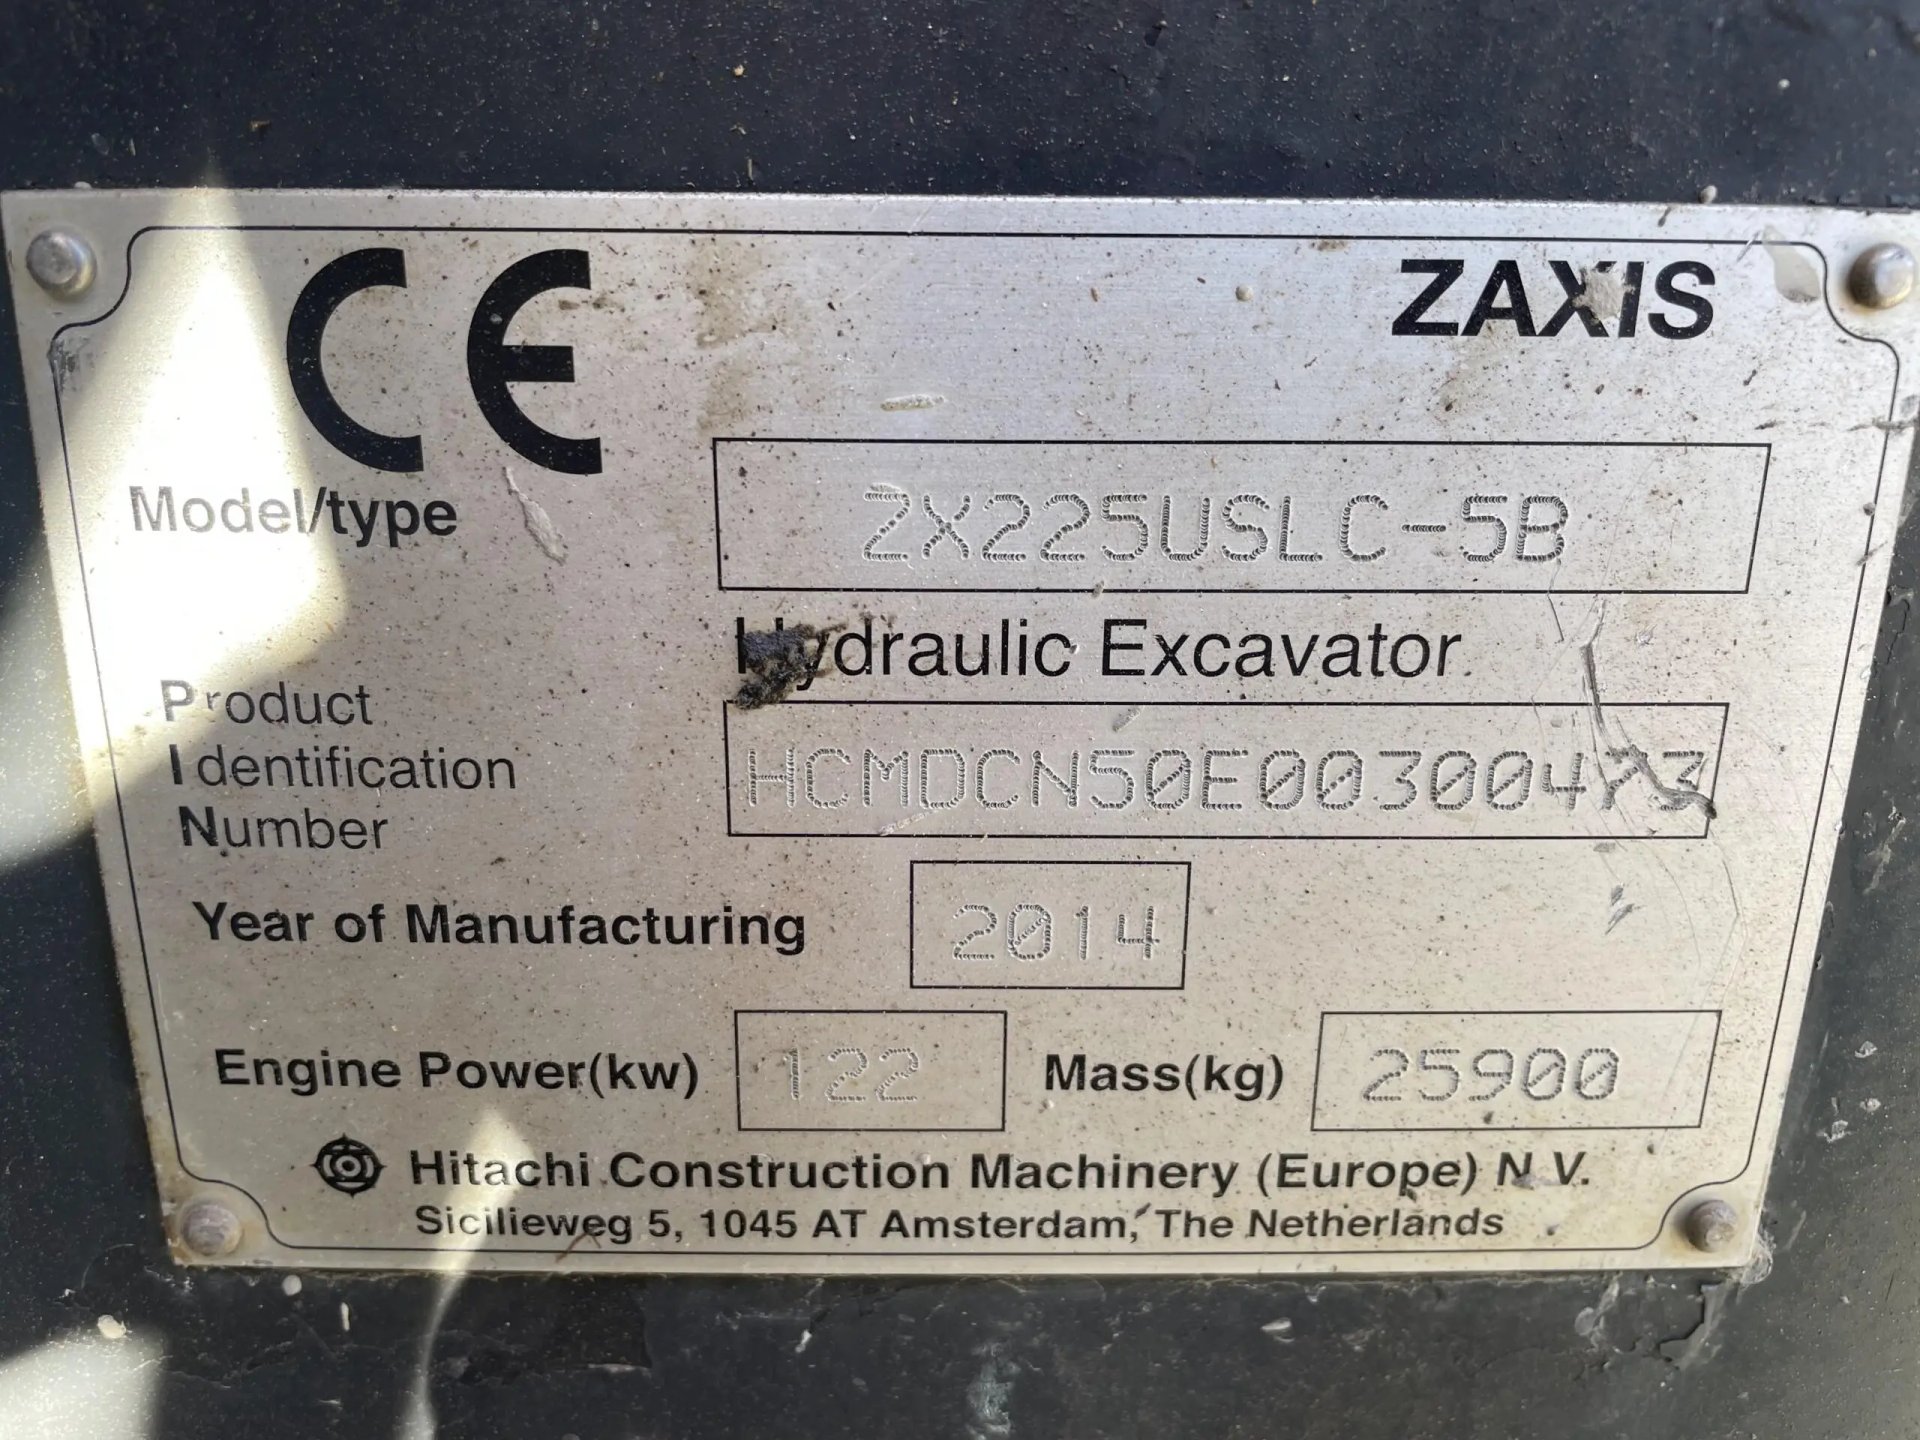 CE
ZAXIS
Model/type ZX225USLC-5B
Hydraulic Excavator
Product
Identification
Number
HCMDCN50E00300473
Year of Manufacturing 2014
Engine Power(kw) 122 Mass(kg) 25900
Hitachi Construction Machinery (Europe) N.V.
Sicilieweg 5, 1045 AT Amsterdam, The Netherlands